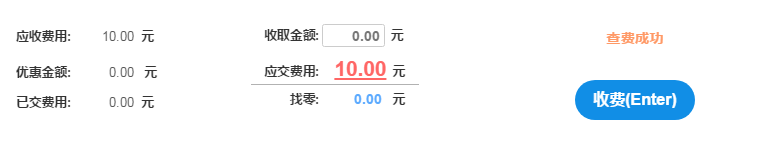 应收费用: 10.00 元 收取金额: 0.00 元 查费成功
优惠金额: 0.00 元 应交费用: 10.00 元
已交费用: 0.00 元 找零: 0.00 元 收费(Enter)